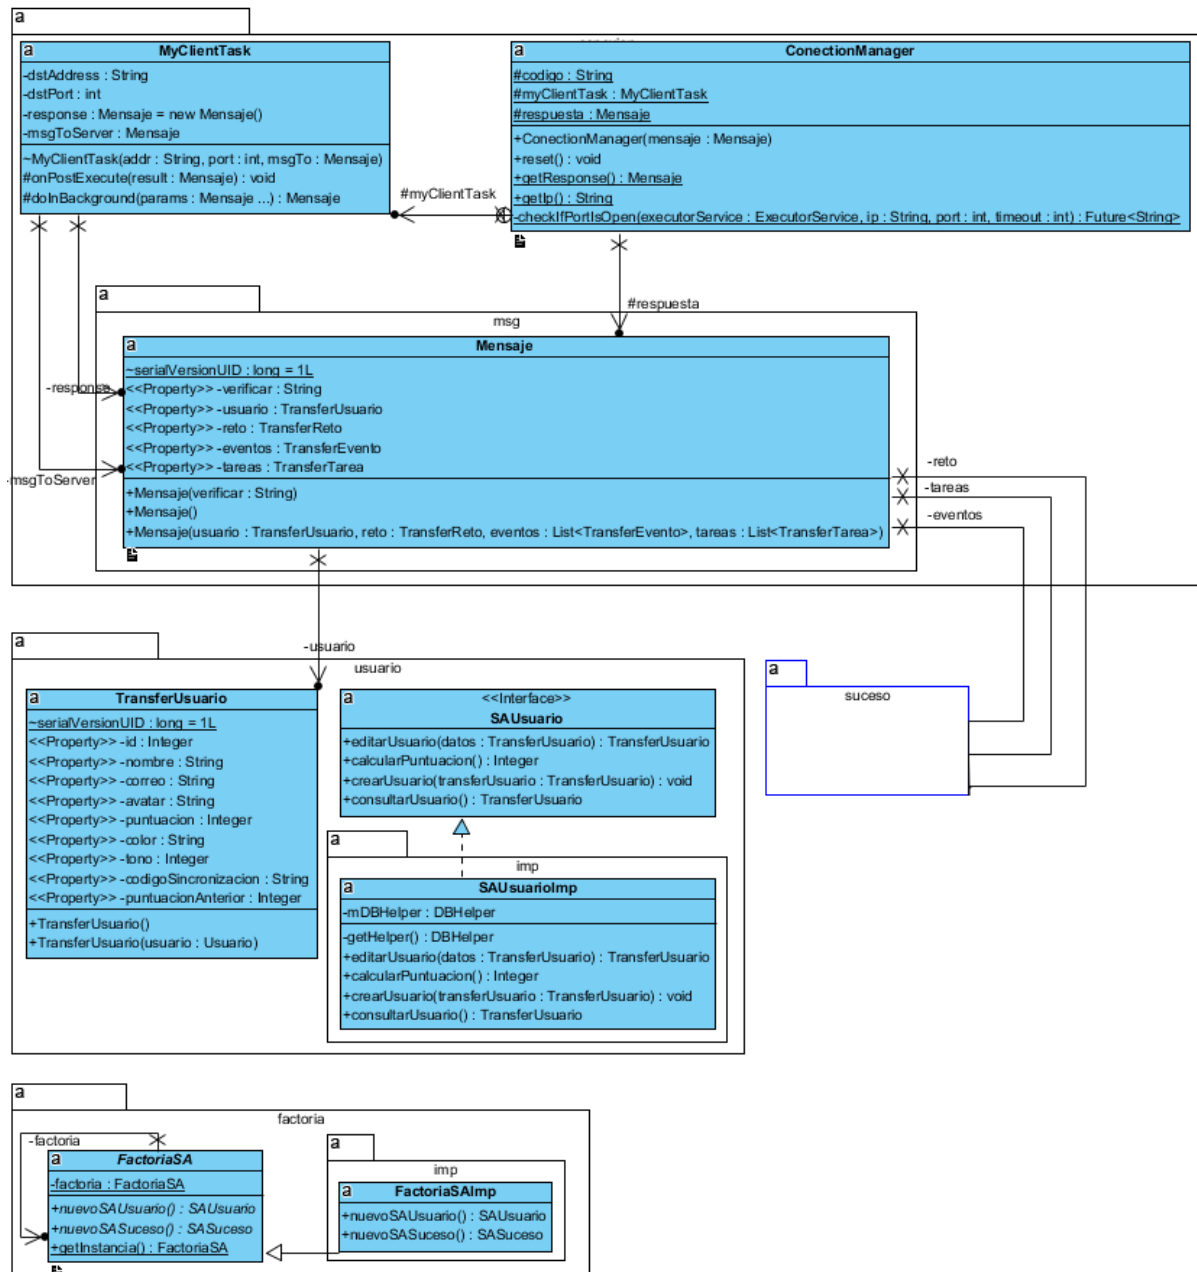 a
a
MyClientTask
-dstAddress : String
-dstPort : int
-response : Mensaje = new Mensaje()
-msgToServer : Mensaje
~MyClientTask(addr : String, port : int, msgTo : Mensaje)
#onPostExecute(result : Mensaje) : void
#doInBackground(params : Mensaje ...) : Mensaje
a
ConectionManager
#codigo : String
#myClientTask : MyClientTask
#respuesta : Mensaje
+ConectionManager(mensaje : Mensaje)
+reset() : void
+getResponse() : Mensaje
+getIp() : String
-checkIfPortIsOpen(executorService : ExecutorService, ip : String, port : int, timeout : int) : Future<String>
#myClientTask
#respuesta
a
msg
a
Mensaje
~serialVersionUID : long = 1L
<<Property>> -verificar : String
<<Property>> -usuario : TransferUsuario
<<Property>> -reto : TransferReto
<<Property>> -eventos : TransferEvento
<<Property>> -tareas : TransferTarea
+Mensaje(verificar : String)
+Mensaje()
+Mensaje(usuario : TransferUsuario, reto : TransferReto, eventos : List<TransferEvento>, tareas : List<TransferTarea>)
-response
-msgToServer
-reto
-tareas
-eventos
-usuario
a
usuario
a
TransferUsuario
~serialVersionUID : long = 1L
<<Property>> -id : Integer
<<Property>> -nombre : String
<<Property>> -correo : String
<<Property>> -avatar : String
<<Property>> -puntuacion : Integer
<<Property>> -color : String
<<Property>> -tono : Integer
<<Property>> -codigoSincronizacion : String
<<Property>> -puntuacionAnterior : Integer
+TransferUsuario()
+TransferUsuario(usuario : Usuario)
a
<<Interface>>
SAUsuario
+editarUsuario(datos : TransferUsuario) : TransferUsuario
+calcularPuntuacion() : Integer
+crearUsuario(transferUsuario : TransferUsuario) : void
+consultarUsuario() : TransferUsuario
a
imp
a
SAUsuarioImp
-mDBHelper : DBHelper
-getHelper() : DBHelper
+editarUsuario(datos : TransferUsuario) : TransferUsuario
+calcularPuntuacion() : Integer
+crearUsuario(transferUsuario : TransferUsuario) : void
+consultarUsuario() : TransferUsuario
a
suceso
a
factoria
-factoria
a
FactoriaSA
-factoria : FactoriaSA
+nuevoSAUsuario() : SAUsuario
+nuevoSASuceso() : SASuceso
+getInstancia() : FactoriaSA
a
imp
a
FactoriaSAImp
+nuevoSAUsuario() : SAUsuario
+nuevoSASuceso() : SASuceso